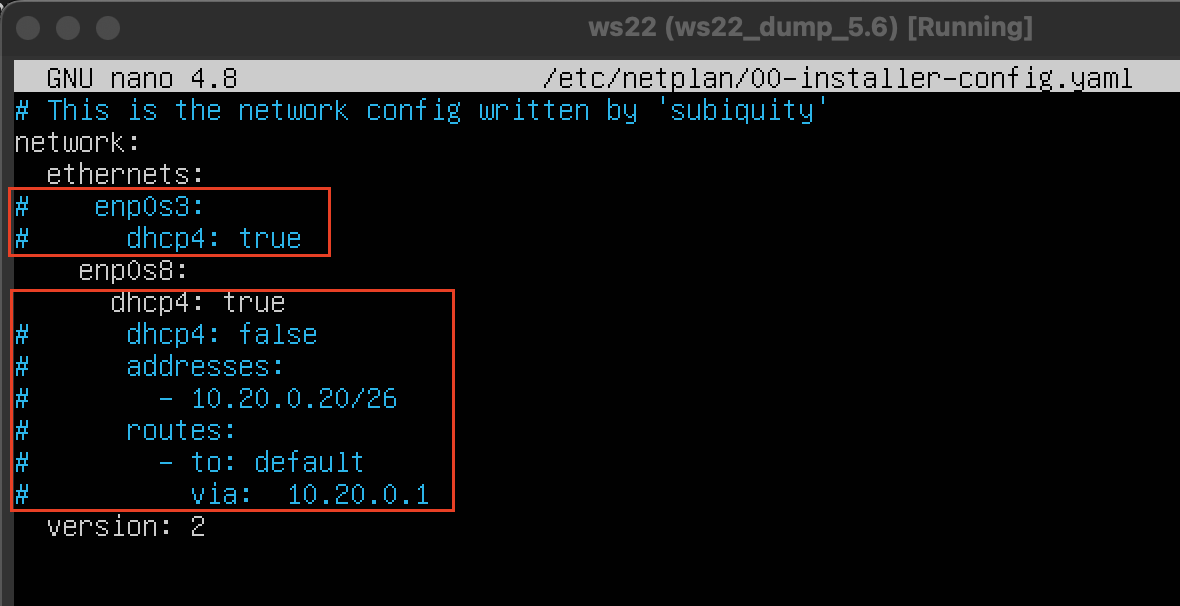 ws22 (ws22_dump_5.6) [Running]
GNU nano 4.8 /etc/netplan/00-installer-config.yaml
# This is the network config written by 'subiquity'
network:
  ethernets:
#    enp0s3:
#      dhcp4: true
    enp0s8:
      dhcp4: true
#      dhcp4: false
#      addresses:
#        - 10.20.0.20/26
#      routes:
#        - to: default
#          via:  10.20.0.1
  version: 2